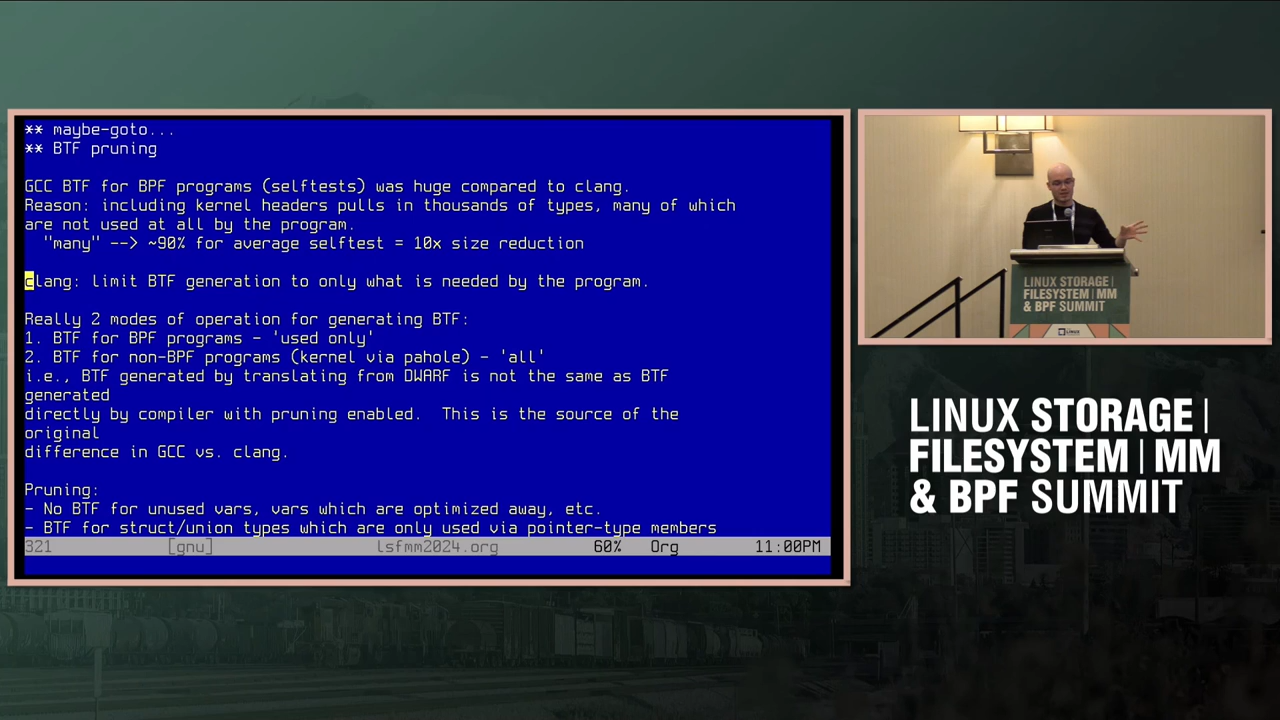 ** maybe-goto...
** BTF pruning
GCC BTF for BPF programs (selftests) was huge compared to clang.
Reason: including kernel headers pulls in thousands of types, many of which
are not used at all by the program.
"many" --> ~90% for average selftest = 10x size reduction
clang: limit BTF generation to only what is needed by the program.
Really 2 modes of operation for generating BTF:
1. BTF for BPF programs - 'used only'
2. BTF for non-BPF programs (kernel via pahole) - 'all'
i.e., BTF generated by translating from DWARF is not the same as BTF
generated
directly by compiler with pruning enabled.  This is the source of the
original
difference in GCC vs. clang.
Pruning:
- No BTF for unused vars, vars which are optimized away, etc.
- BTF for struct/union types which are only used via pointer-type members
321 [gnu] lsfmm2024.org 60% Org 11:00PM
LINUX STORAGE |
FILESYSTEM | MM
& BPF SUMMIT
LINUX STORAGE |
FILESYSTEM | MM
& BPF SUMMIT